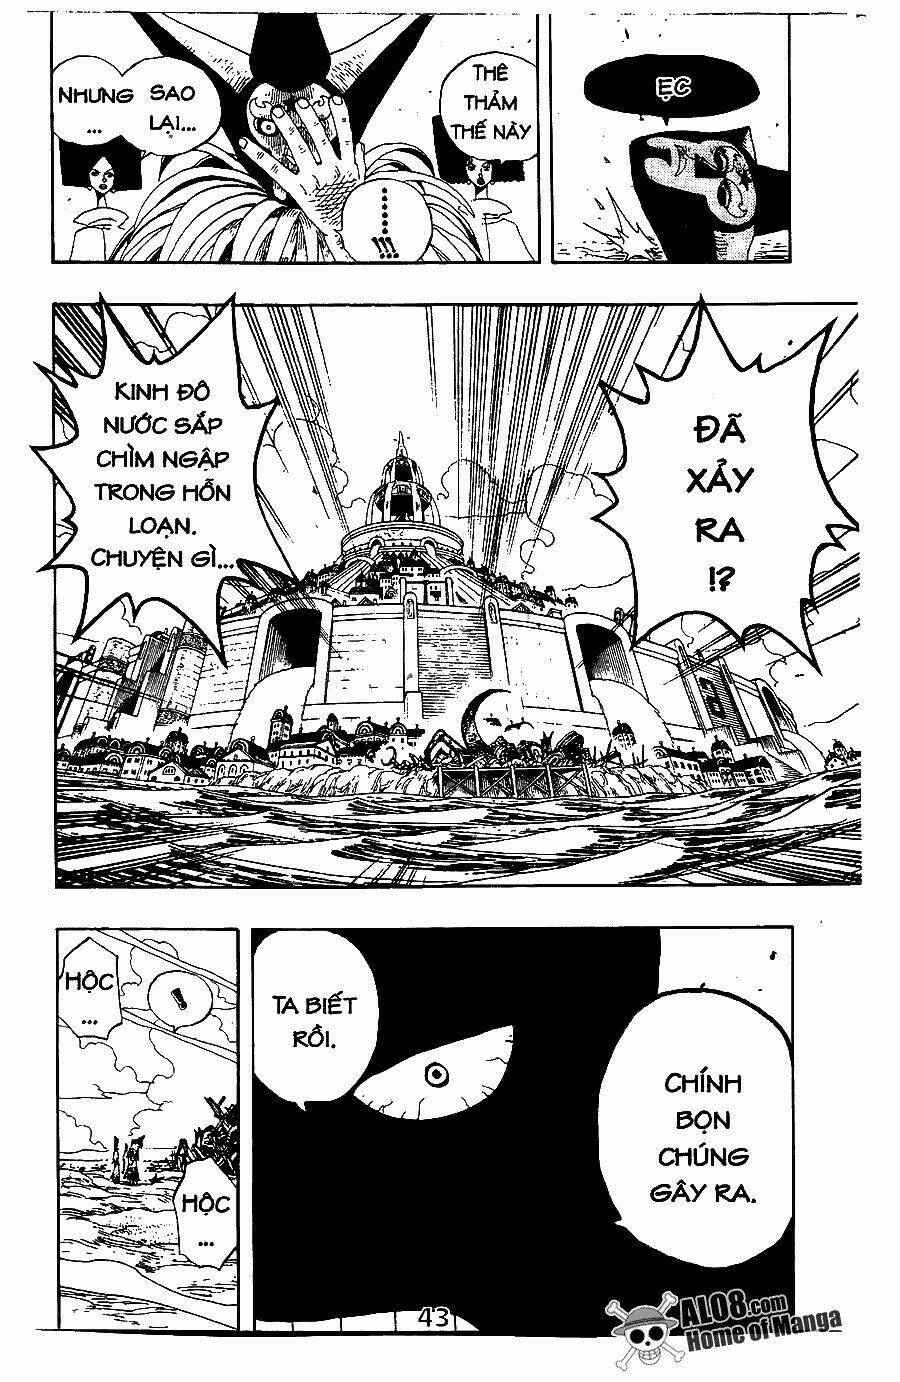 NHƯNG
...
SAO
LẠI...
......!!!
THÊ
THẢM
THẾ NÀY
ẸC
KINH ĐÔ
NƯỚC SẮP
CHÌM NGẬP
TRONG HỖN
LOẠN.
CHUYỆN GÌ...
ĐÃ
XẢY
RA
!?
HỘC
...
!
HỘC
...
TA BIẾT
RỒI.
CHÍNH
BỌN
CHÚNG
GÂY RA.
43
ALO8.com
Home of Manga